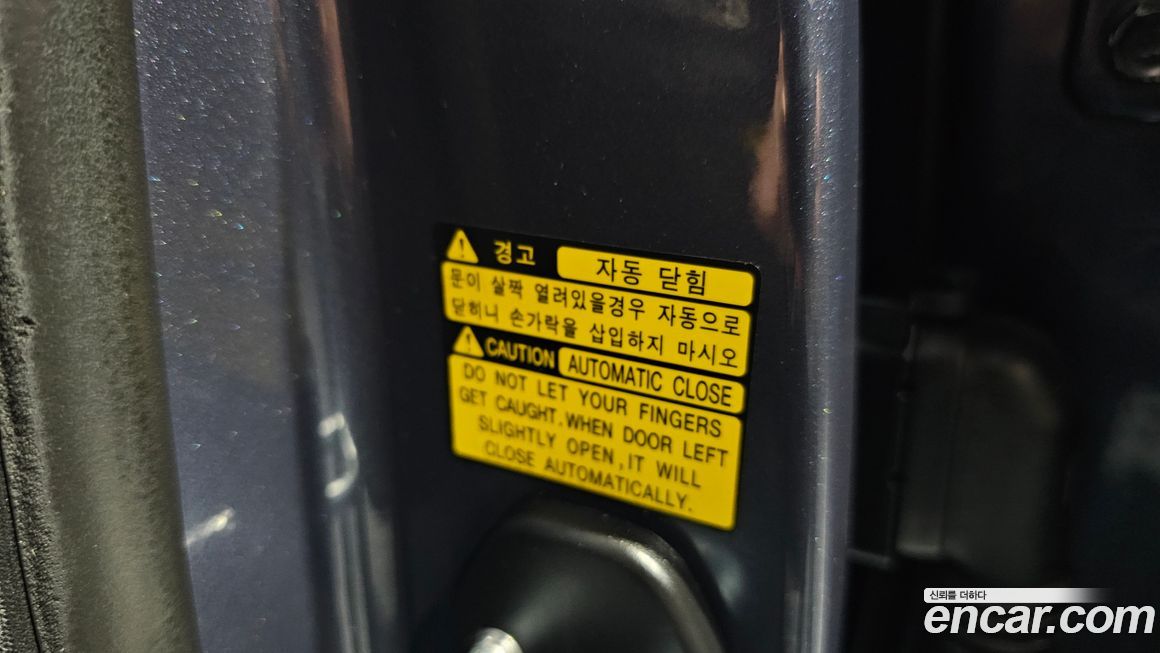 경고 자동 닫힘
문이 살짝 열려있을경우 자동으로
닫히니 손가락을 삽입하지 마시오
CAUTION AUTOMATIC CLOSE
DO NOT LET YOUR FINGERS
GET CAUGHT.WHEN DOOR LEFT
SLIGHTLY OPEN,IT WILL
CLOSE AUTOMATICALLY.
신뢰를 더하다
encar.com